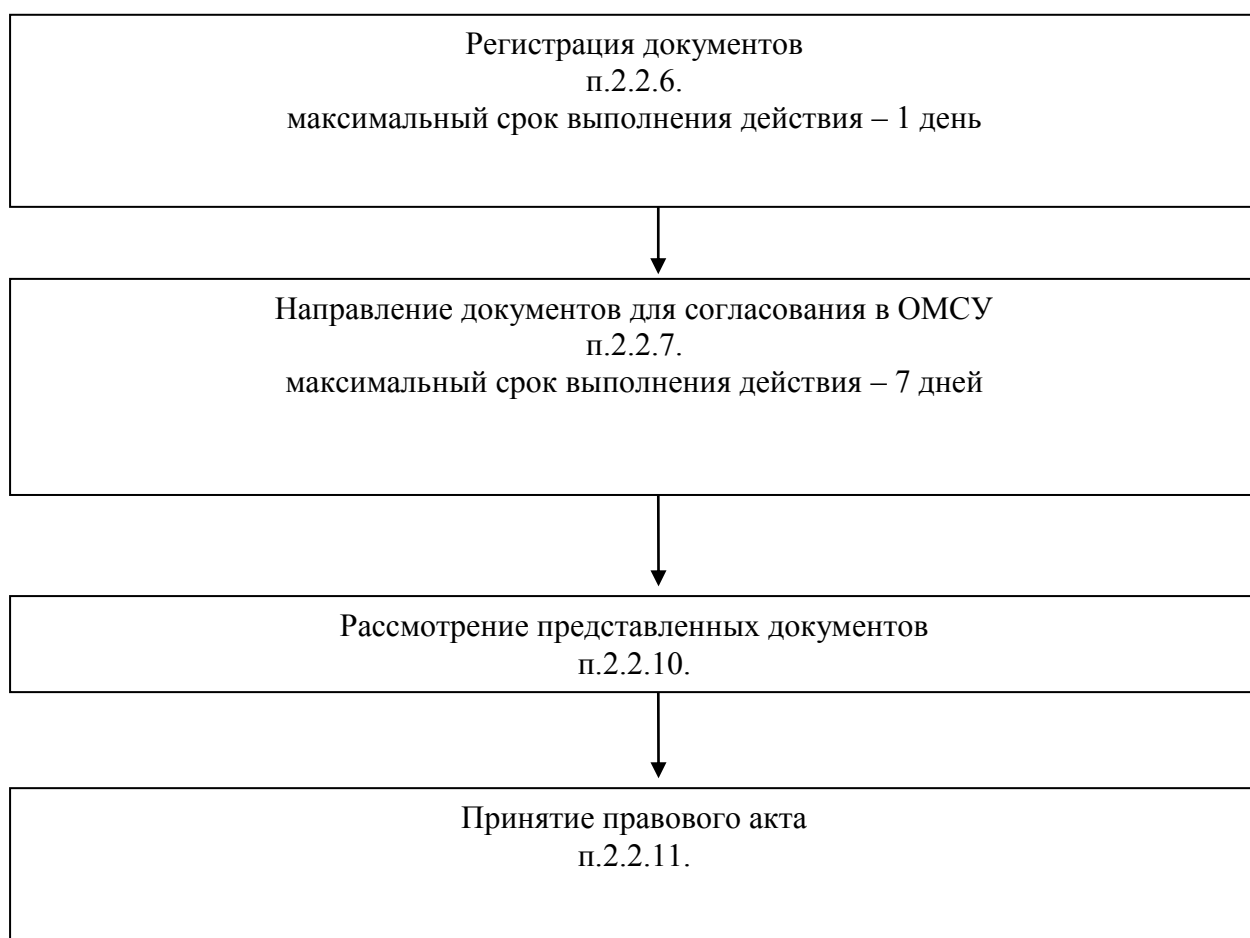 Регистрация документов
п.2.2.6.
максимальный срок выполнения действия – 1 день
Направление документов для согласования в ОМСУ
п.2.2.7.
максимальный срок выполнения действия – 7 дней
Рассмотрение представленных документов
п.2.2.10.
Принятие правового акта
п.2.2.11.